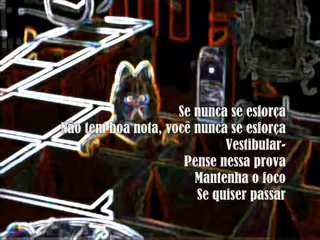 Se nunca se esforça
Não tem boa nota, você nunca se esforça
Vestibular-
Pense nessa prova
Mantenha o foco
Se quiser passar